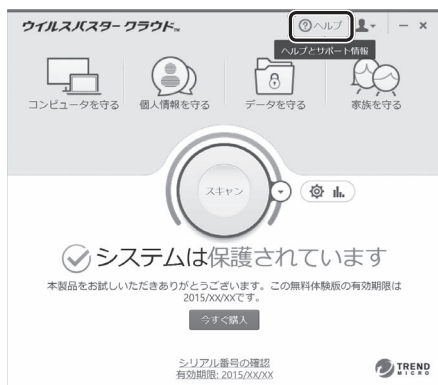 ウイルスバスター クラウド™
?ヘルプ
ヘルプとサポート情報
コンピュータを守る
個人情報を守る
データを守る
家族を守る
スキャン
システムは保護されています
本製品をお試しいただきありがとうございます。この無料体験版の有効期限は
2015/XX/XXです。
今すぐ購入
シリアル番号の確認
有効期限: 2015/XX/XX
TREND
MICRO